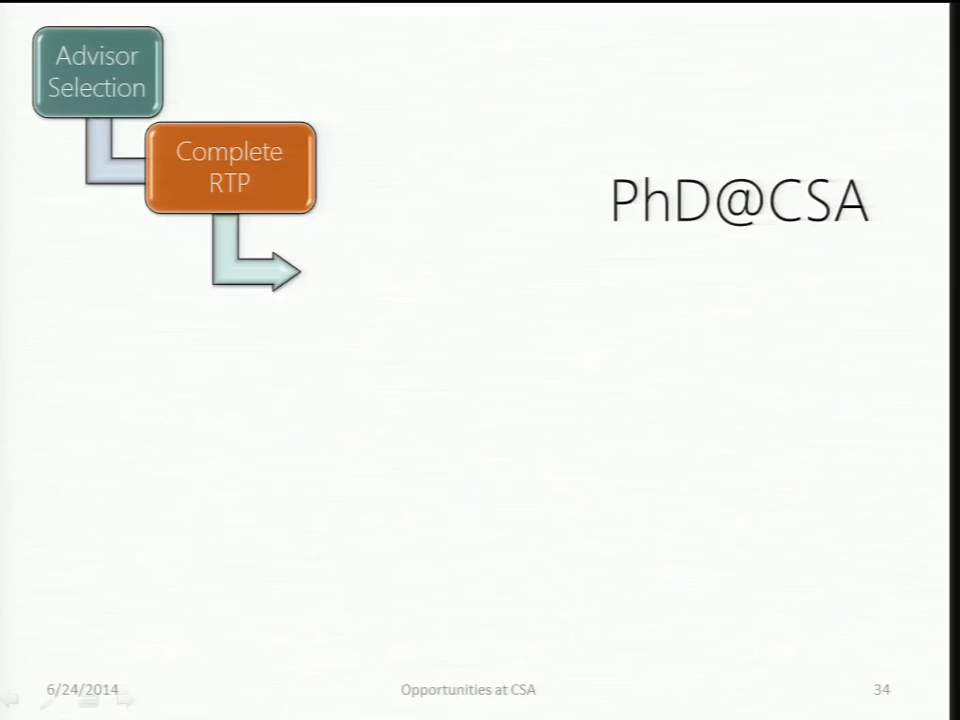 Advisor
Selection
Complete
RTP
PhD@CSA
6/24/2014
Opportunities at CSA
34